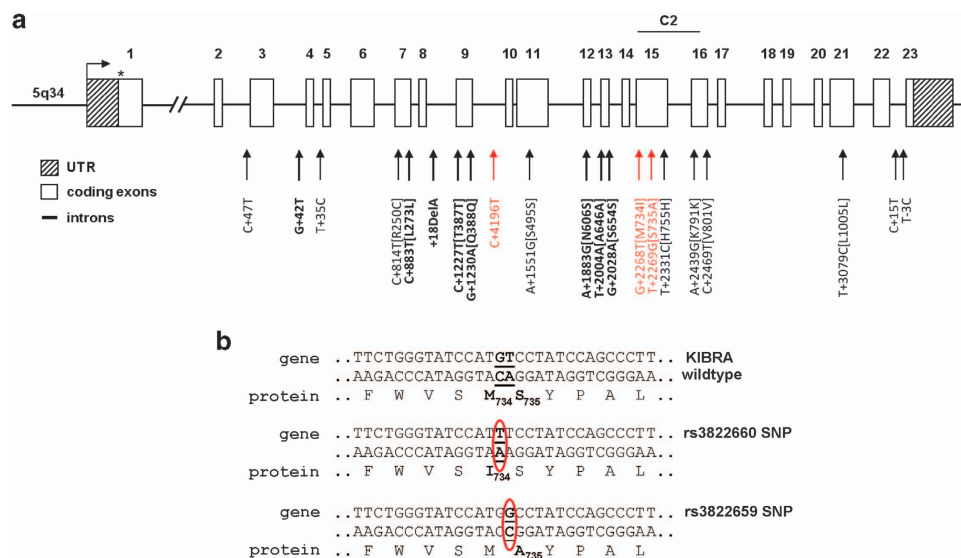 a
C2
1 2 3 4 5 6 7 8 9 10 11 12 13 14 15 16 17 18 19 20 21 22 23
*
5q34
UTR
coding exons
introns
C+47T
G+42T
T+35C
C+814T[R250C]
C+883T[L273L]
+18DelA
C+1227T[T387T]
G+1230A[Q388Q]
C+4196T
A+1551G[S495S]
A+1883G[N606S]
T+2004A[A646A]
G+2028A[S654S]
G+2268T[M734I]
T+2269G[S735A]
T+2331C[H755H]
A+2439G[K791K]
C+2469T[V801V]
T+3079C[L1005L]
C+15T
T-3C
b
gene ..TTCTGGGTATCCATGTCCTATCCAGCCCTT.. KIBRA
..AAGACCCATAGGTACAGGATAGGTCGGGAA.. wildtype
protein .. F W V S M734 S735 Y P A L ..
gene ..TTCTGGGTATCCATTTCCTATCCAGCCCTT.. rs3822660 SNP
..AAGACCCATAGGTAAAGGATAGGTCGGGAA..
protein .. F W V S I734 S Y P A L ..
gene ..TTCTGGGTATCCATGGCCTATCCAGCCCTT.. rs3822659 SNP
..AAGACCCATAGGTACCGGATAGGTCGGGAA..
protein .. F W V S M A735 Y P A L ..